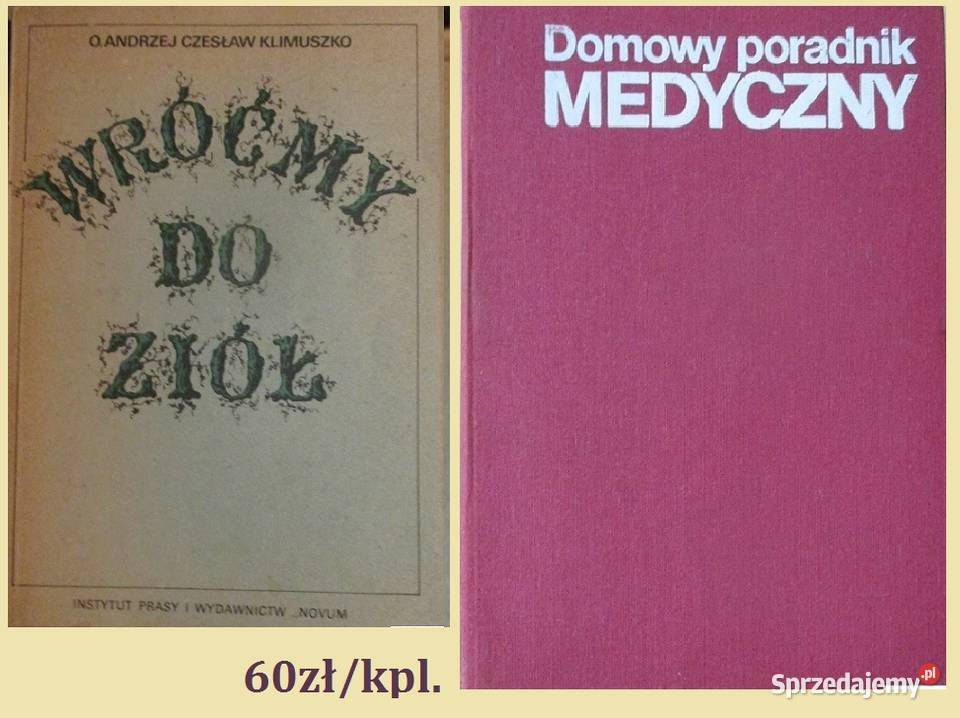 O. ANDRZEJ CZESŁAW KLIMUSZKO
WRÓĆMY
DO
ZIÓŁ
INSTYTUT PRASY I WYDAWNICTW „NOVUM
Domowy poradnik
MEDYCZNY
60zł/kpl.
Sprzedajemy.pl